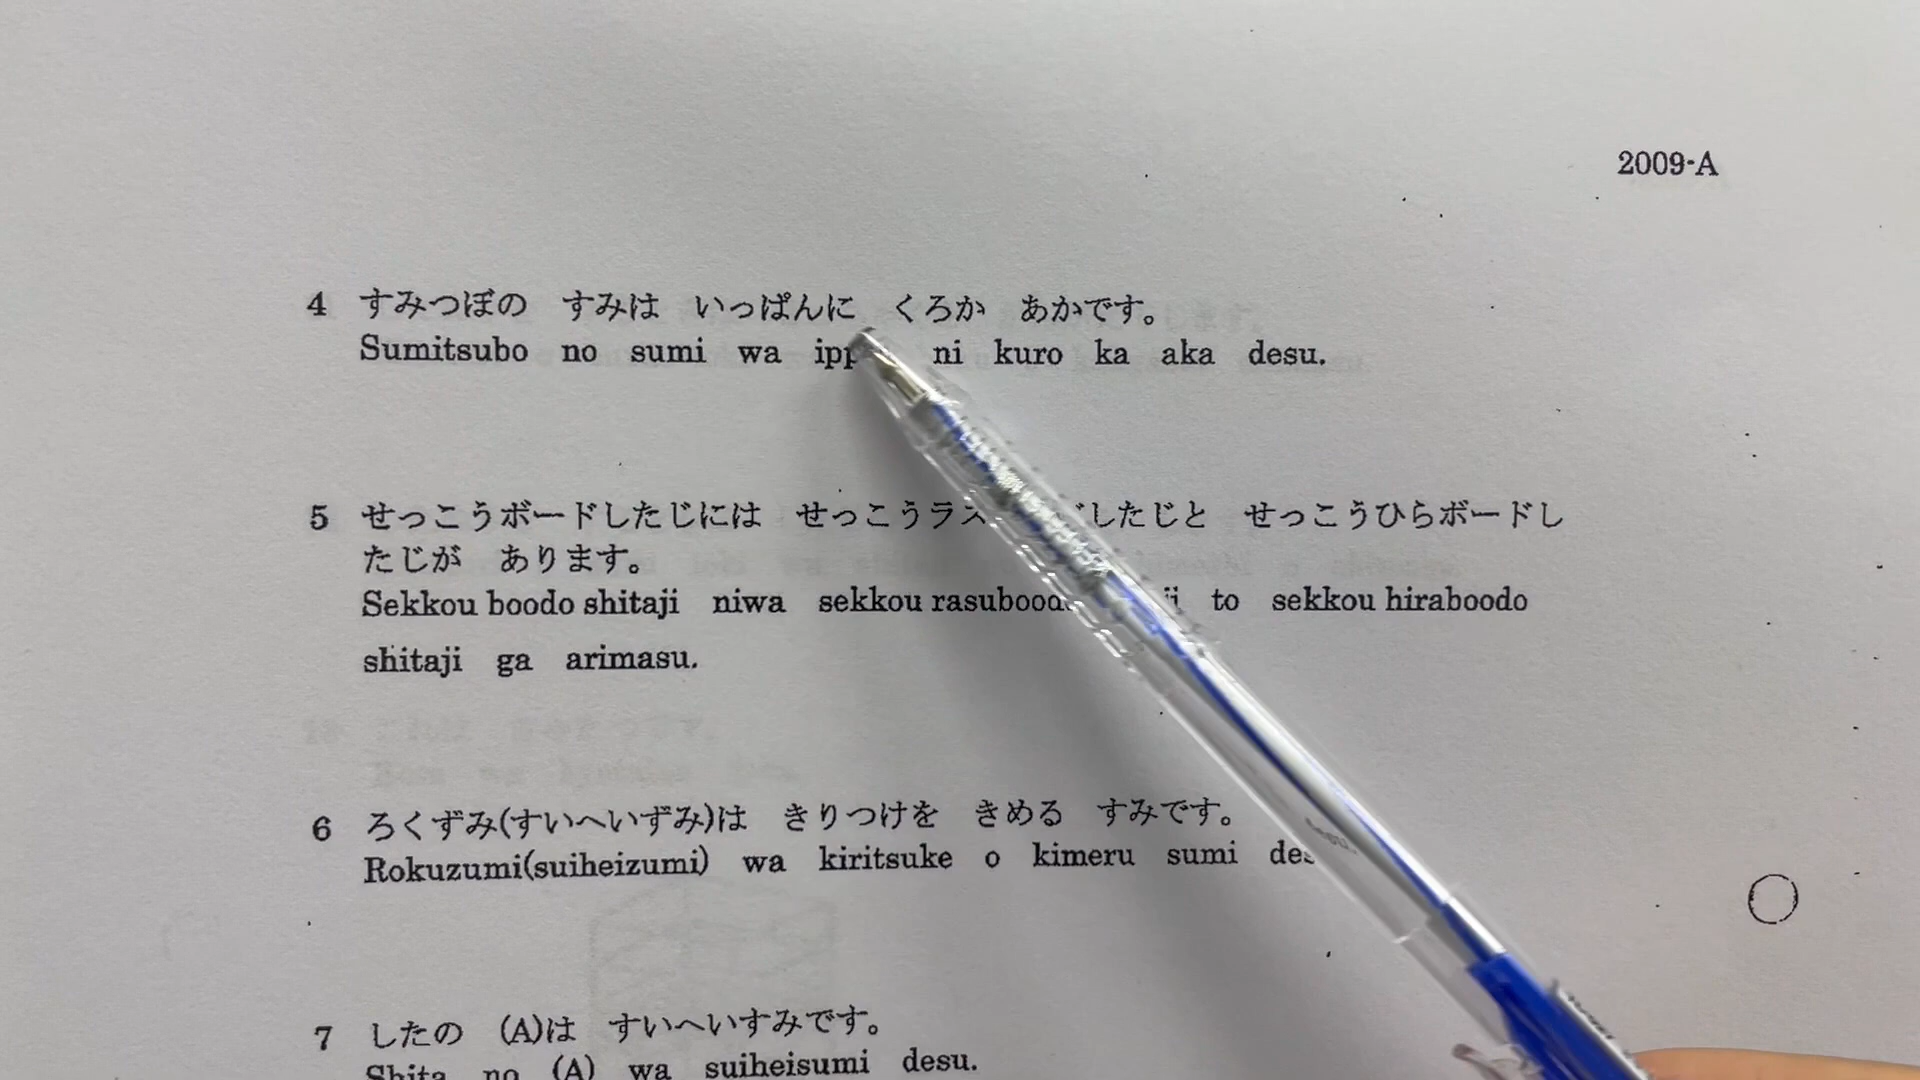 2009-A
4 すみつぼの すみは いっぱんに くろか あかです。
Sumitsubo no sumi wa ni kuro ka aka desu.
5 せっこうボードしたじには せっこうラス したじと せっこうひらボードし
たじが あります。
Sekkou boodo shitaji niwa sekkou to sekkou hiraboodo
shitaji ga arimasu.
6 ろくずみ(すいへいずみ)は きりつけを きめる すみです。
Rokuzumi(suiheizumi) wa kiritsuke o kimeru sumi
7 したの (A)は すいへいすみです。
Shita no (A) wa suiheisumi desu.